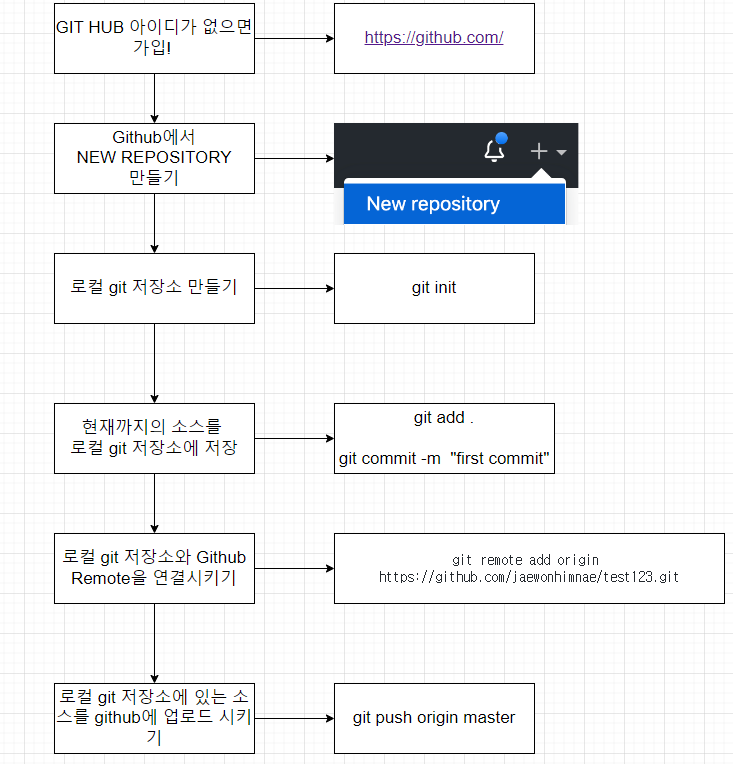 GIT HUB 아이디가 없으면
가입!
https://github.com/
Github에서
NEW REPOSITORY
만들기
New repository
로컬 git 저장소 만들기
git init
현재까지의 소스를
로컬 git 저장소에 저장
git add .
git commit -m  "first commit"
로컬 git 저장소와 Github
Remote을 연결시키기
git remote add origin
https://github.com/jaewonhimnae/test123.git
로컬 git 저장소에 있는 소
스를 github에 업로드 시키
기
git push origin master